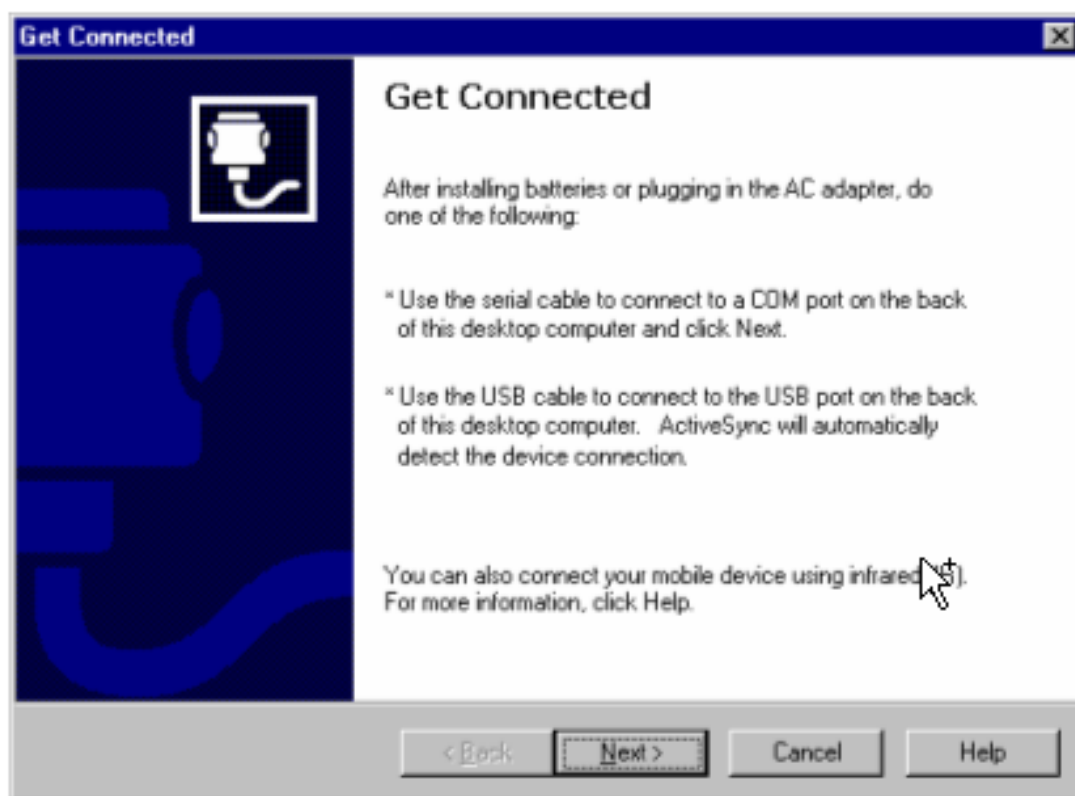 Get Connected
Get Connected
After installing batteries or plugging in the AC adapter, do
one of the following:
* Use the serial cable to connect to a COM port on the back
of this desktop computer and click Next.
* Use the USB cable to connect to the USB port on the back
of this desktop computer. ActiveSync will automatically
detect the device connection.
You can also connect your mobile device using infrared
For more information, click Help.
< Back
Next >
Cancel
Help